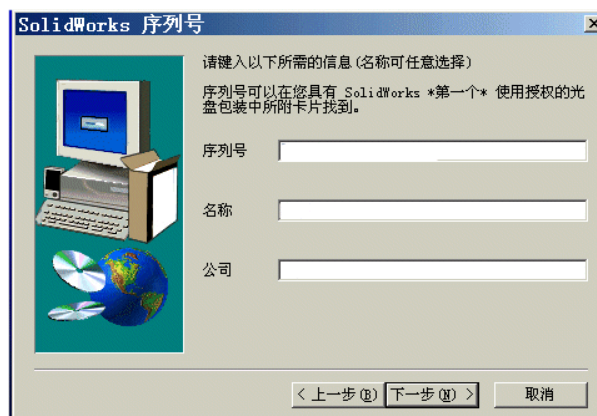 SolidWorks 序列号
请键入以下所需的信息(名称可任意选择)
序列号可以在您具有 SolidWorks *第一个* 使用授权的光
盘包装中所附卡片找到。
序列号
名称
公司
< 上一步(B) 下一步(N) > 取消